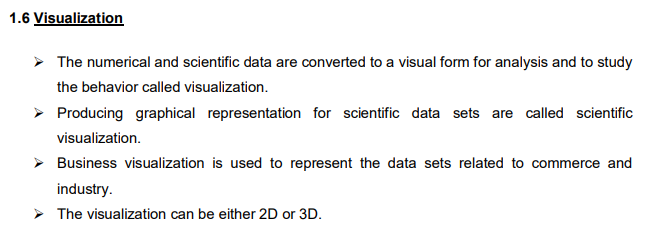 1.6 Visualization
➢ The numerical and scientific data are converted to a visual form for analysis and to study
the behavior called visualization.
➢ Producing graphical representation for scientific data sets are called scientific
visualization.
➢ Business visualization is used to represent the data sets related to commerce and
industry.
➢ The visualization can be either 2D or 3D.